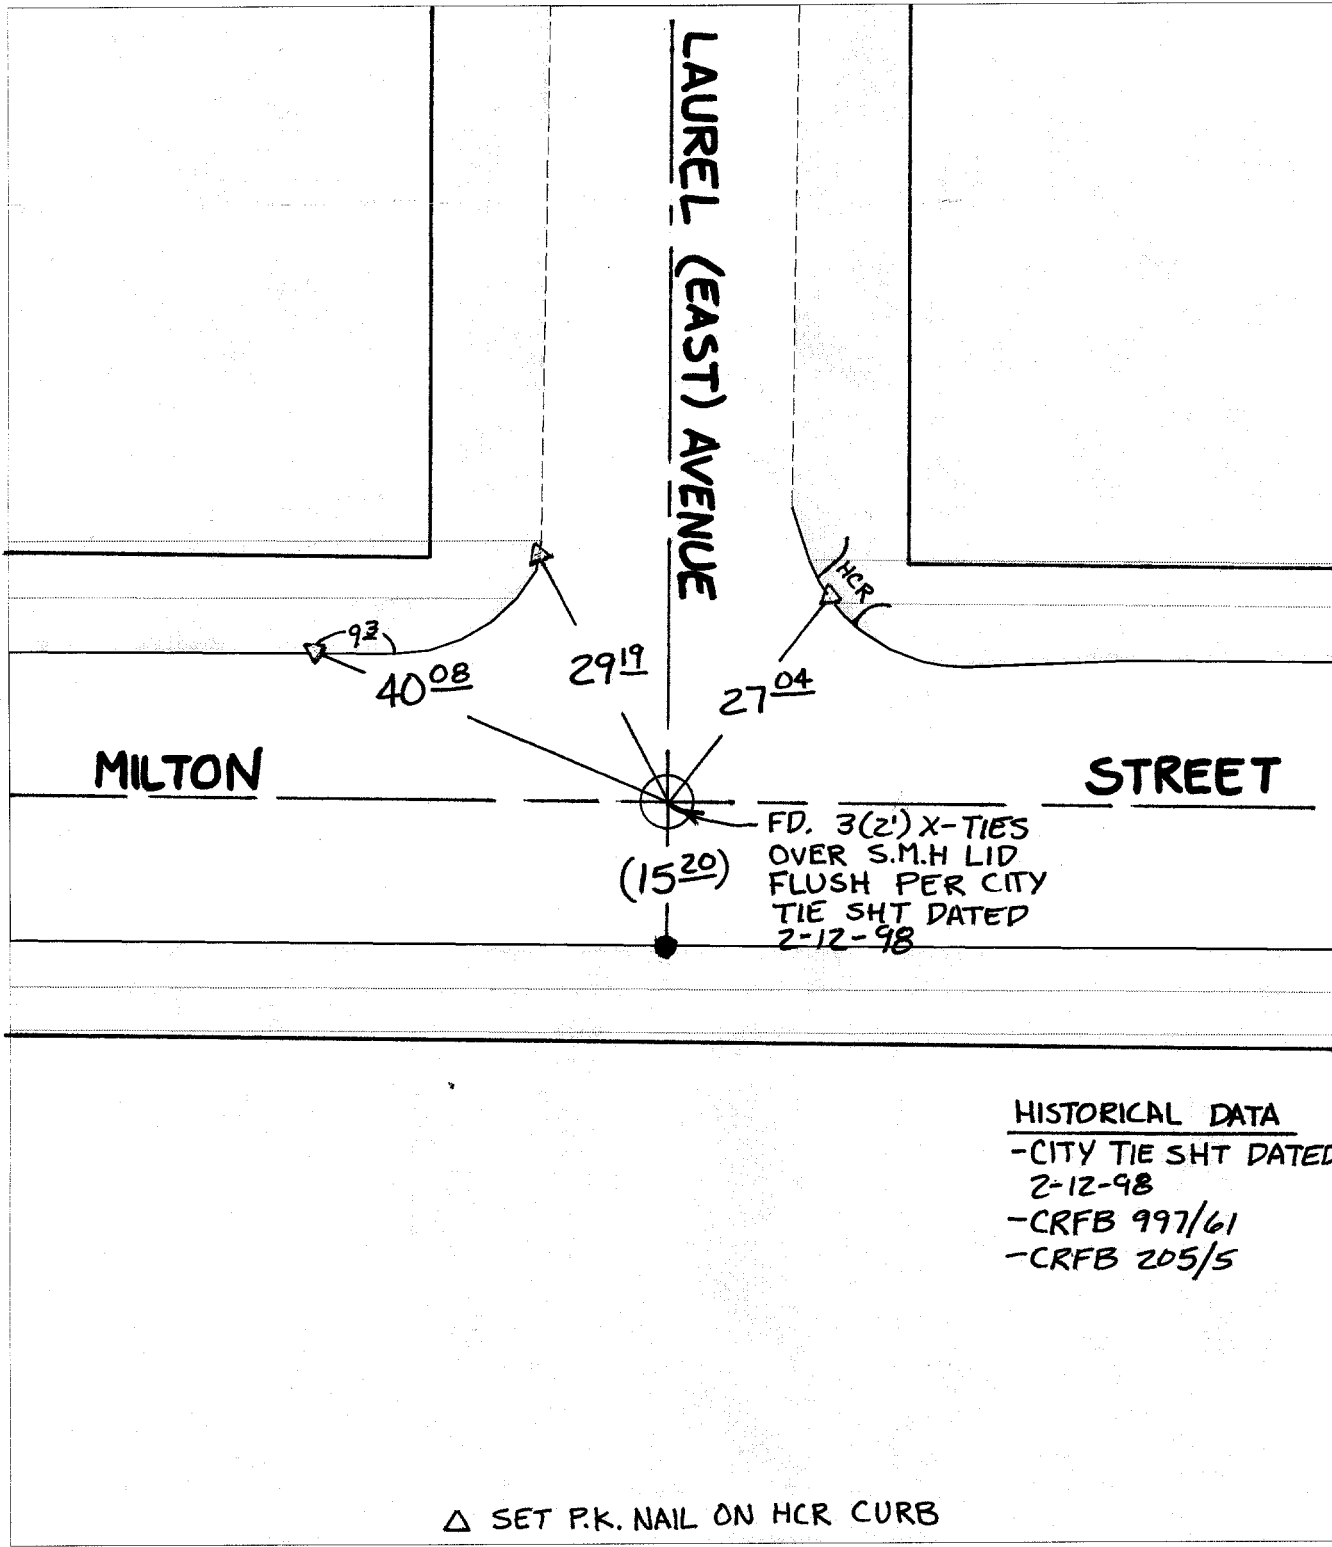 LAUREL (EAST) AVENUE
HCR
93
40 08
29 19
27 04
MILTON STREET
(15 20)
FD. 3(2') X-TIES
OVER S.M.H LID
FLUSH PER CITY
TIE SHT DATED
2-12-98
HISTORICAL DATA
-CITY TIE SHT DATED
2-12-98
-CRFB 997/61
-CRFB 205/5
△ SET P.K. NAIL ON HCR CURB